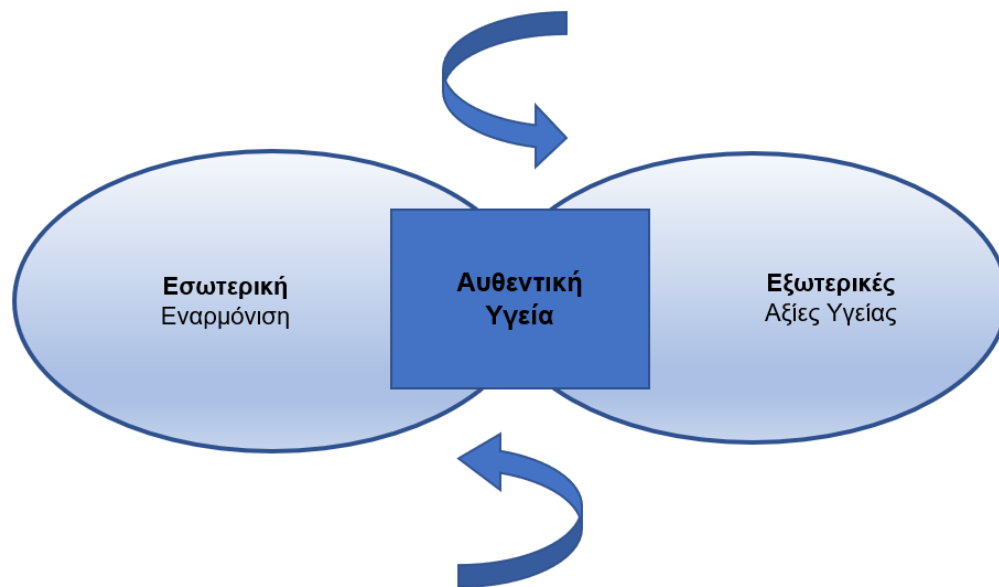 Εσωτερική
Εναρμόνιση
Αυθεντική
Υγεία
Εξωτερικές
Αξίες Υγείας